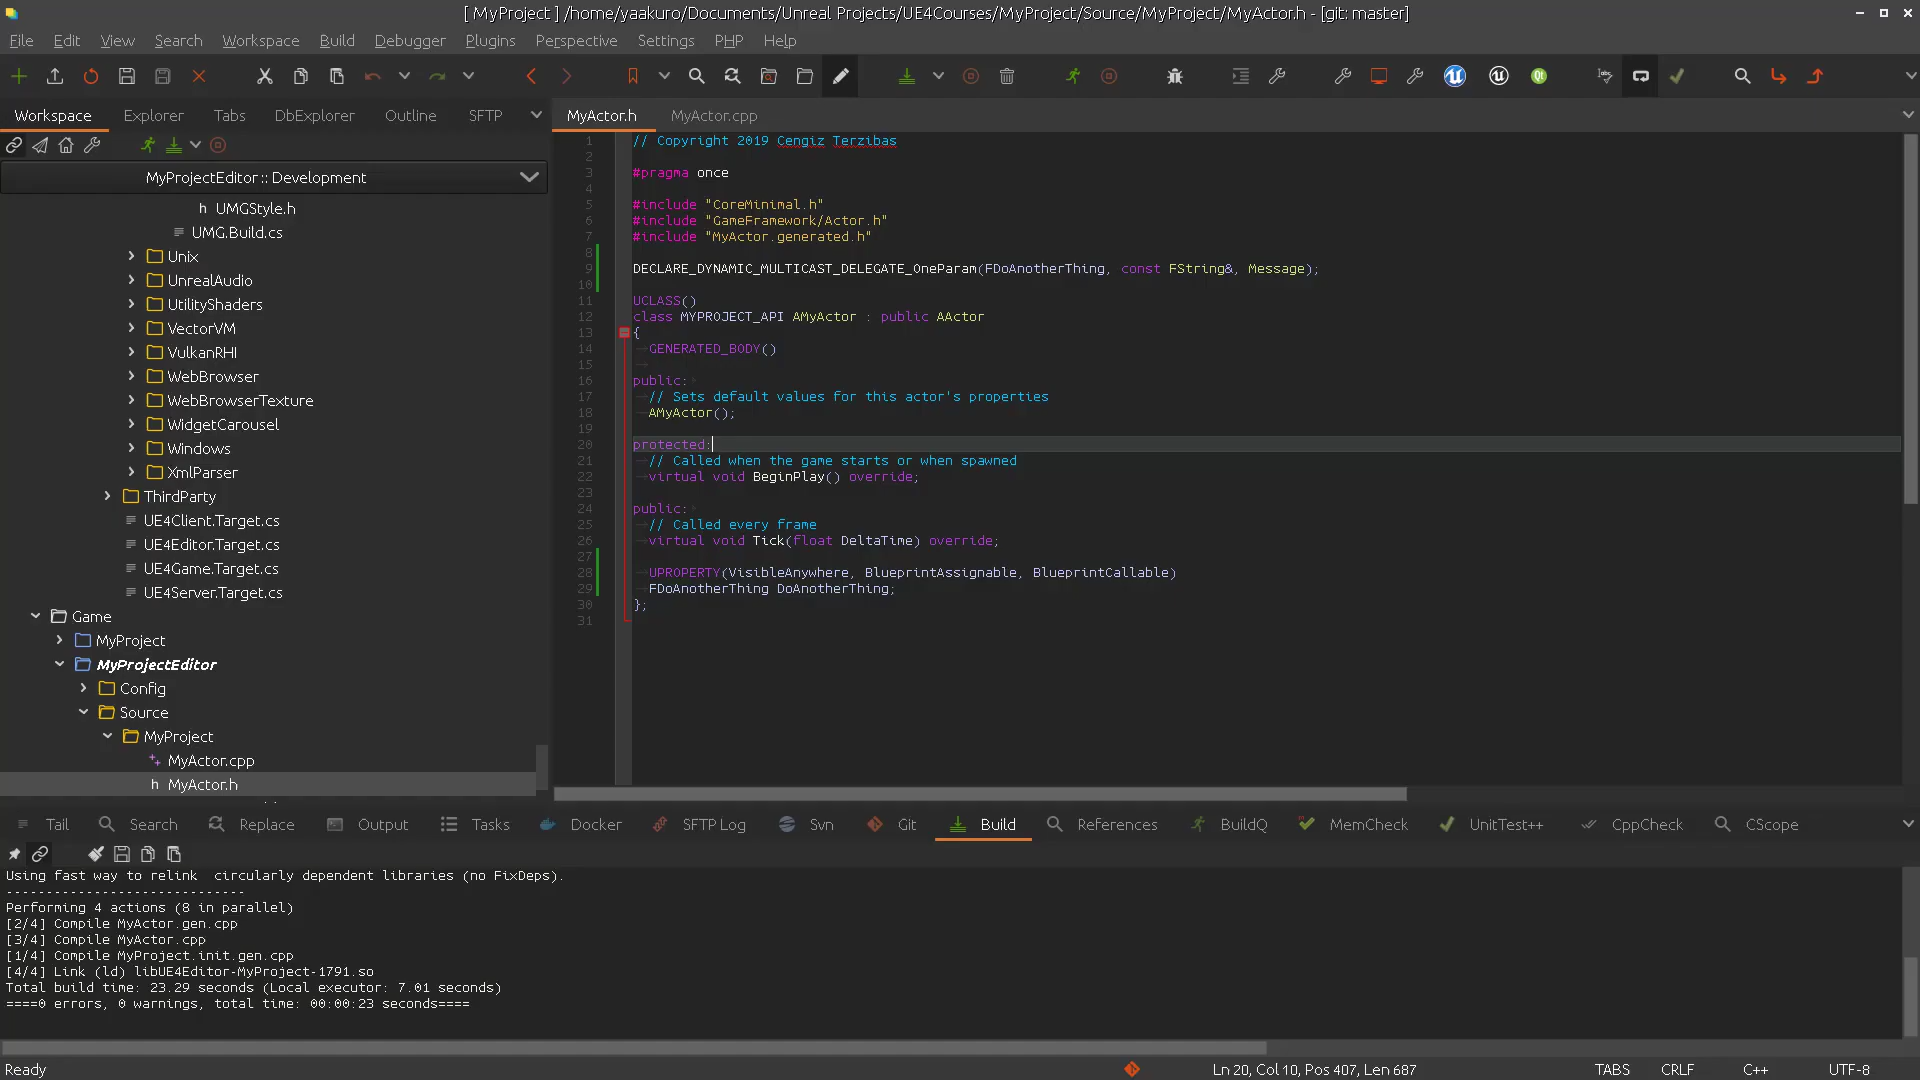 [ MyProject ] /home/yaakuro/Documents/Unreal Projects/UE4Courses/MyProject/Source/MyProject/MyActor.h - [git: master]
File Edit View Search Workspace Build Debugger Plugins Perspective Settings PHP Help
Workspace Explorer Tabs DbExplorer Outline SFTP
MyActor.h MyActor.cpp
MyProjectEditor :: Development
h UMGStyle.h
UMG.Build.cs
Unix
UnrealAudio
UtilityShaders
VectorVM
VulkanRHI
WebBrowser
WebBrowserTexture
WidgetCarousel
Windows
XmlParser
ThirdParty
UE4Client.Target.cs
UE4Editor.Target.cs
UE4Game.Target.cs
UE4Server.Target.cs
Game
MyProject
MyProjectEditor
Config
Source
MyProject
MyActor.cpp
h MyActor.h
1 // Copyright 2019 Cengiz Terzibas
2
3 #pragma once
4
5 #include "CoreMinimal.h"
6 #include "GameFramework/Actor.h"
7 #include "MyActor.generated.h"
8
9 DECLARE_DYNAMIC_MULTICAST_DELEGATE_OneParam(FDoAnotherThing, const FString&, Message);
10
11 UCLASS()
12 class MYPROJECT_API AMyActor : public AActor
13 {
14 GENERATED_BODY()
15
16 public:
17 // Sets default values for this actor's properties
18 AMyActor();
19
20 protected:
21 // Called when the game starts or when spawned
22 virtual void BeginPlay() override;
23
24 public:
25 // Called every frame
26 virtual void Tick(float DeltaTime) override;
27
28 UPROPERTY(VisibleAnywhere, BlueprintAssignable, BlueprintCallable)
29 FDoAnotherThing DoAnotherThing;
30 };
31
Tail Search Replace Output Tasks Docker SFTP Log Svn Git Build References BuildQ MemCheck UnitTest++ CppCheck CScope
Using fast way to relink  circularly dependent libraries (no FixDeps).
------------------------------
Performing 4 actions (8 in parallel)
[2/4] Compile MyActor.gen.cpp
[3/4] Compile MyActor.cpp
[1/4] Compile MyProject.init.gen.cpp
[4/4] Link (ld) libUE4Editor-MyProject-1791.so
Total build time: 23.29 seconds (Local executor: 7.01 seconds)
====0 errors, 0 warnings, total time: 00:00:23 seconds====
Ready Ln 20, Col 10, Pos 407, Len 687 TABS CRLF C++ UTF-8